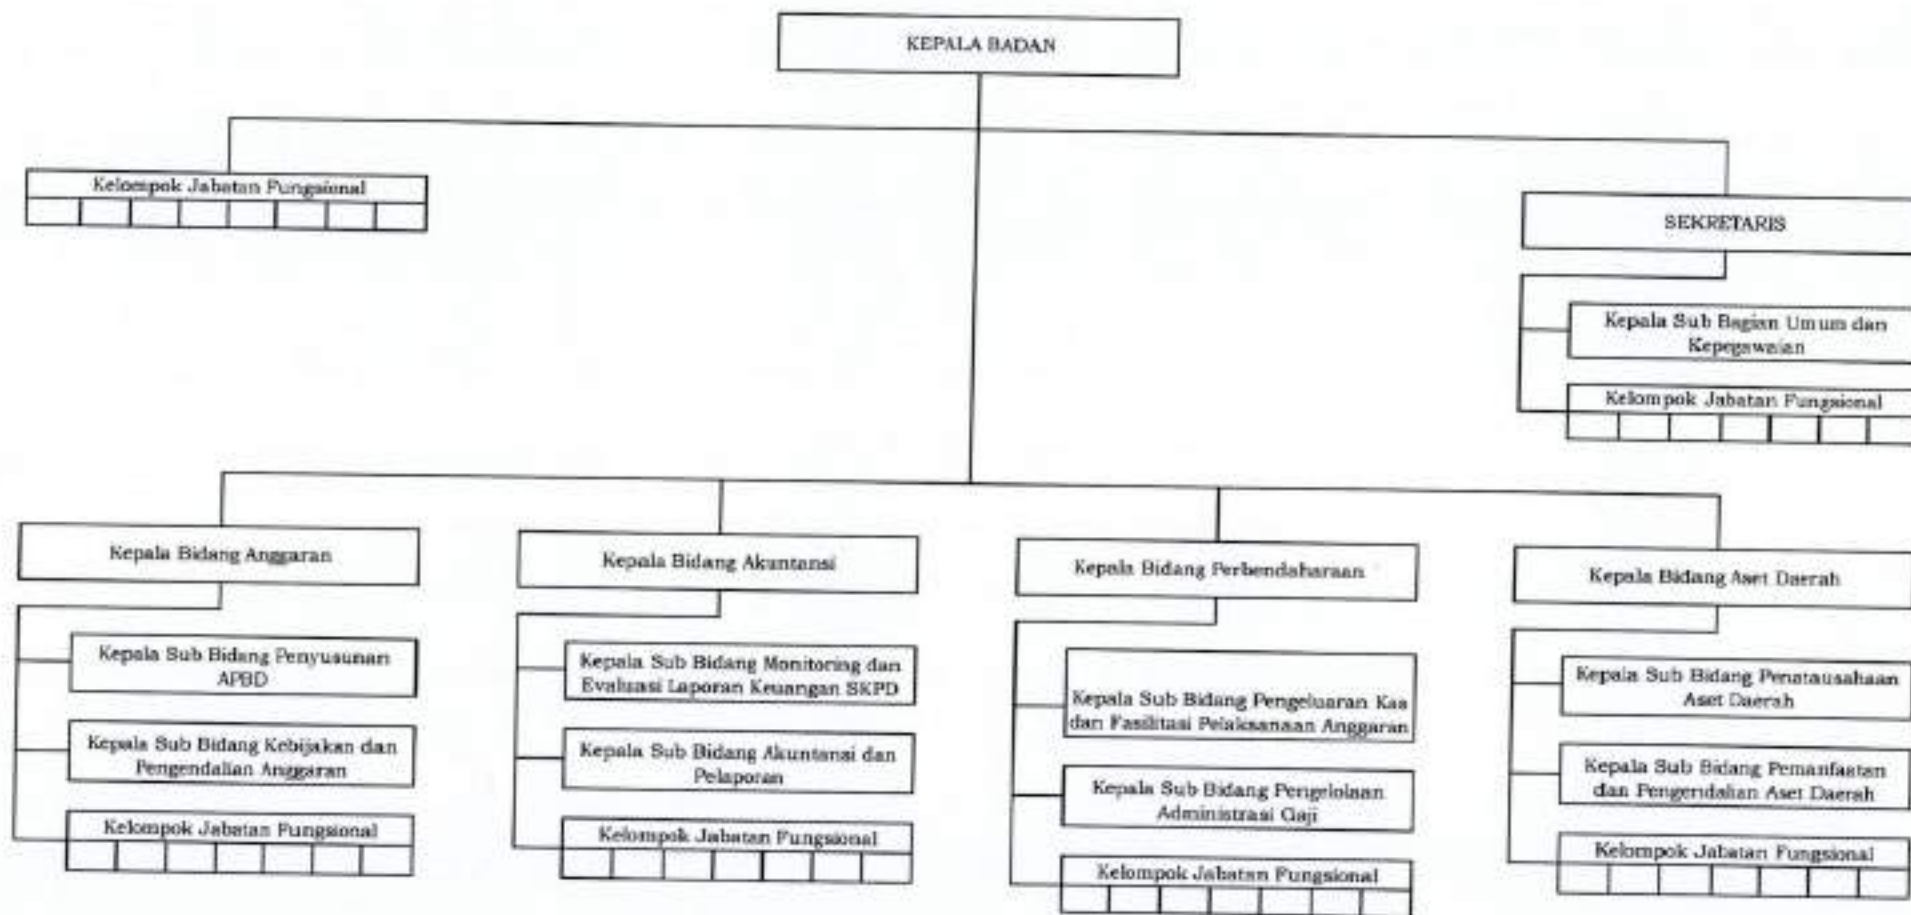 KEPALA BADAN
Kelompok Jabatan Fungsional
SEKRETARIS
Kepala Sub Bagian Umum dan
Kepegawaian
Kelompok Jabatan Fungsional
Kepala Bidang Anggaran
Kepala Sub Bidang Penyusunan
APBD
Kepala Sub Bidang Kebijakan dan
Pengendalian Anggaran
Kelompok Jabatan Fungsional
Kepala Bidang Akuntansi
Kepala Sub Bidang Monitoring dan
Evaluasi Laporan Keuangan SKPD
Kepala Sub Bidang Akuntansi dan
Pelaporan
Kelompok Jabatan Fungsional
Kepala Bidang Perbendaharaan
Kepala Sub Bidang Pengeluaran Kas
dan Fasilitasi Pelaksanaan Anggaran
Kepala Sub Bidang Pengelolaan
Administrasi Gaji
Kelompok Jabatan Fungsional
Kepala Bidang Aset Daerah
Kepala Sub Bidang Penatausahaan
Aset Daerah
Kepala Sub Bidang Pemanfaatan
dan Pengendalian Aset Daerah
Kelompok Jabatan Fungsional